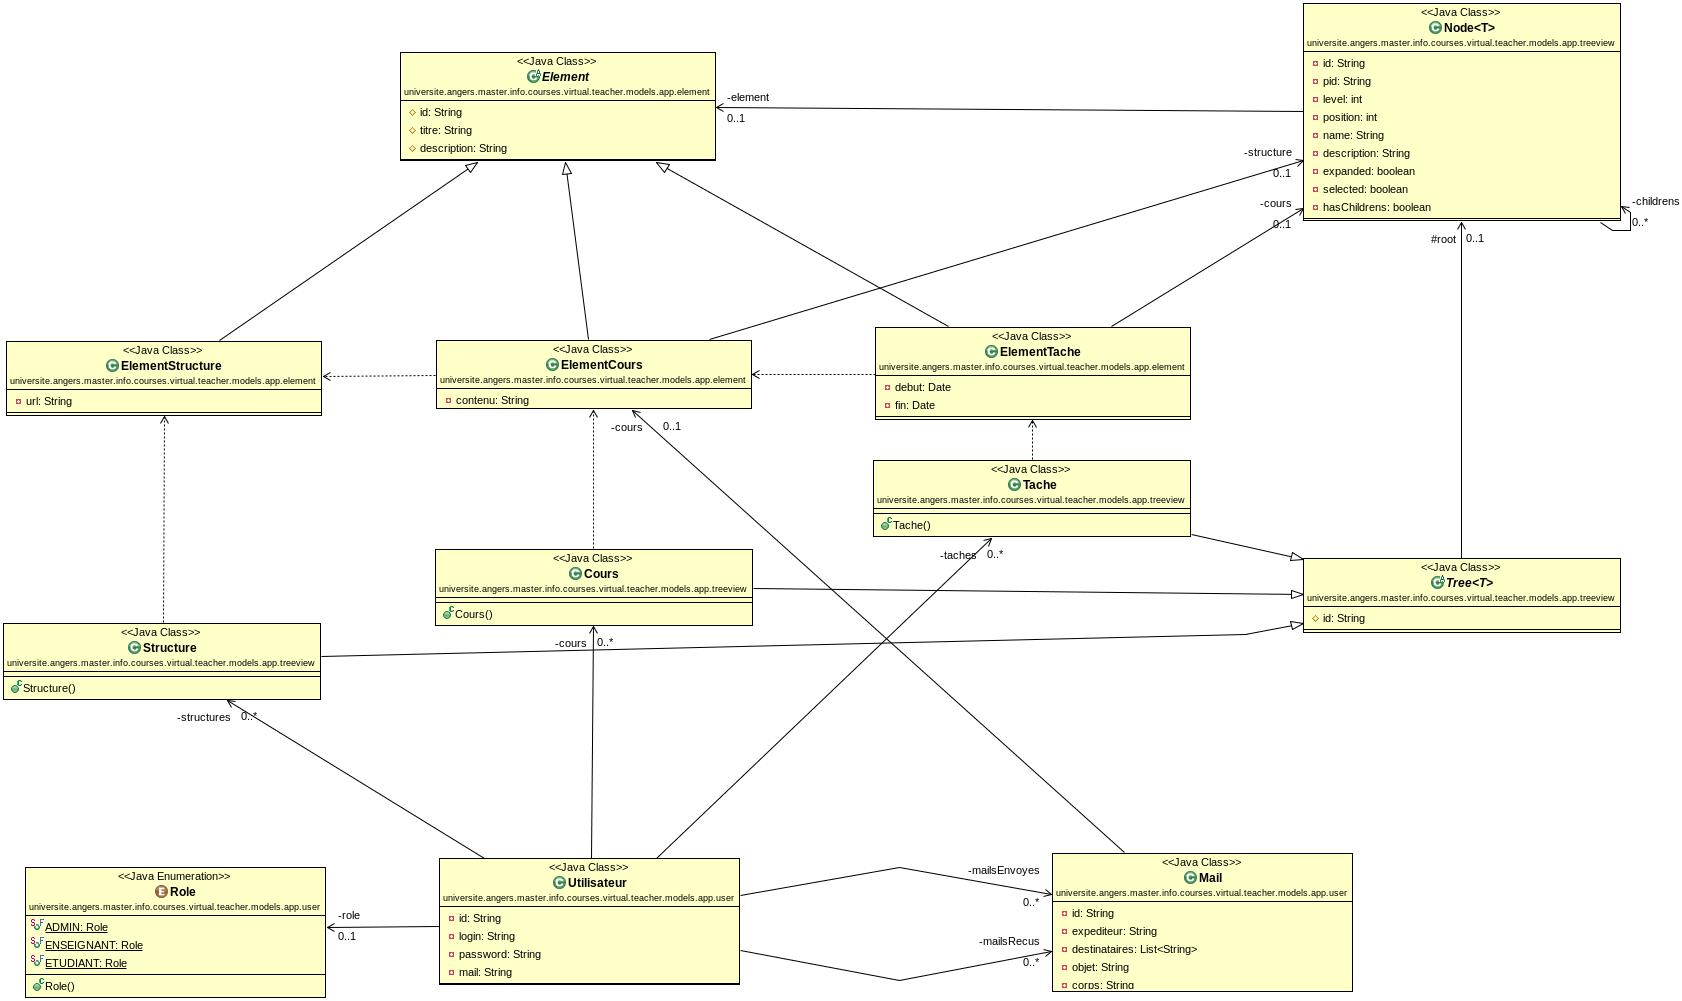 <<Java Class>>
Node<T>
universite.angers.master.info.courses.virtual.teacher.models.app.treeview
id: String
pid: String
level: int
position: int
name: String
description: String
expanded: boolean
selected: boolean
hasChildrens: boolean
<<Java Class>>
Element
universite.angers.master.info.courses.virtual.teacher.models.app.element
id: String
titre: String
description: String
-element
0..1
-structure
0..1
-cours
0..1
-childrens
0..*
#root
0..1
<<Java Class>>
ElementStructure
universite.angers.master.info.courses.virtual.teacher.models.app.element
url: String
<<Java Class>>
ElementCours
universite.angers.master.info.courses.virtual.teacher.models.app.element
contenu: String
<<Java Class>>
ElementTache
universite.angers.master.info.courses.virtual.teacher.models.app.element
debut: Date
fin: Date
-cours
0..1
<<Java Class>>
Tache
universite.angers.master.info.courses.virtual.teacher.models.app.treeview
Tache()
-taches
0..*
<<Java Class>>
Cours
universite.angers.master.info.courses.virtual.teacher.models.app.treeview
Cours()
<<Java Class>>
Tree<T>
universite.angers.master.info.courses.virtual.teacher.models.app.treeview
id: String
<<Java Class>>
Structure
universite.angers.master.info.courses.virtual.teacher.models.app.treeview
Structure()
-cours
0..*
-structures
0..*
<<Java Enumeration>>
Role
universite.angers.master.info.courses.virtual.teacher.models.app.user
ADMIN: Role
ENSEIGNANT: Role
ETUDIANT: Role
Role()
-role
0..1
<<Java Class>>
Utilisateur
universite.angers.master.info.courses.virtual.teacher.models.app.user
id: String
login: String
password: String
mail: String
-mailsEnvoyes
0..*
-mailsRecus
0..*
<<Java Class>>
Mail
universite.angers.master.info.courses.virtual.teacher.models.app.user
id: String
expediteur: String
destinataires: List<String>
objet: String
corps: String